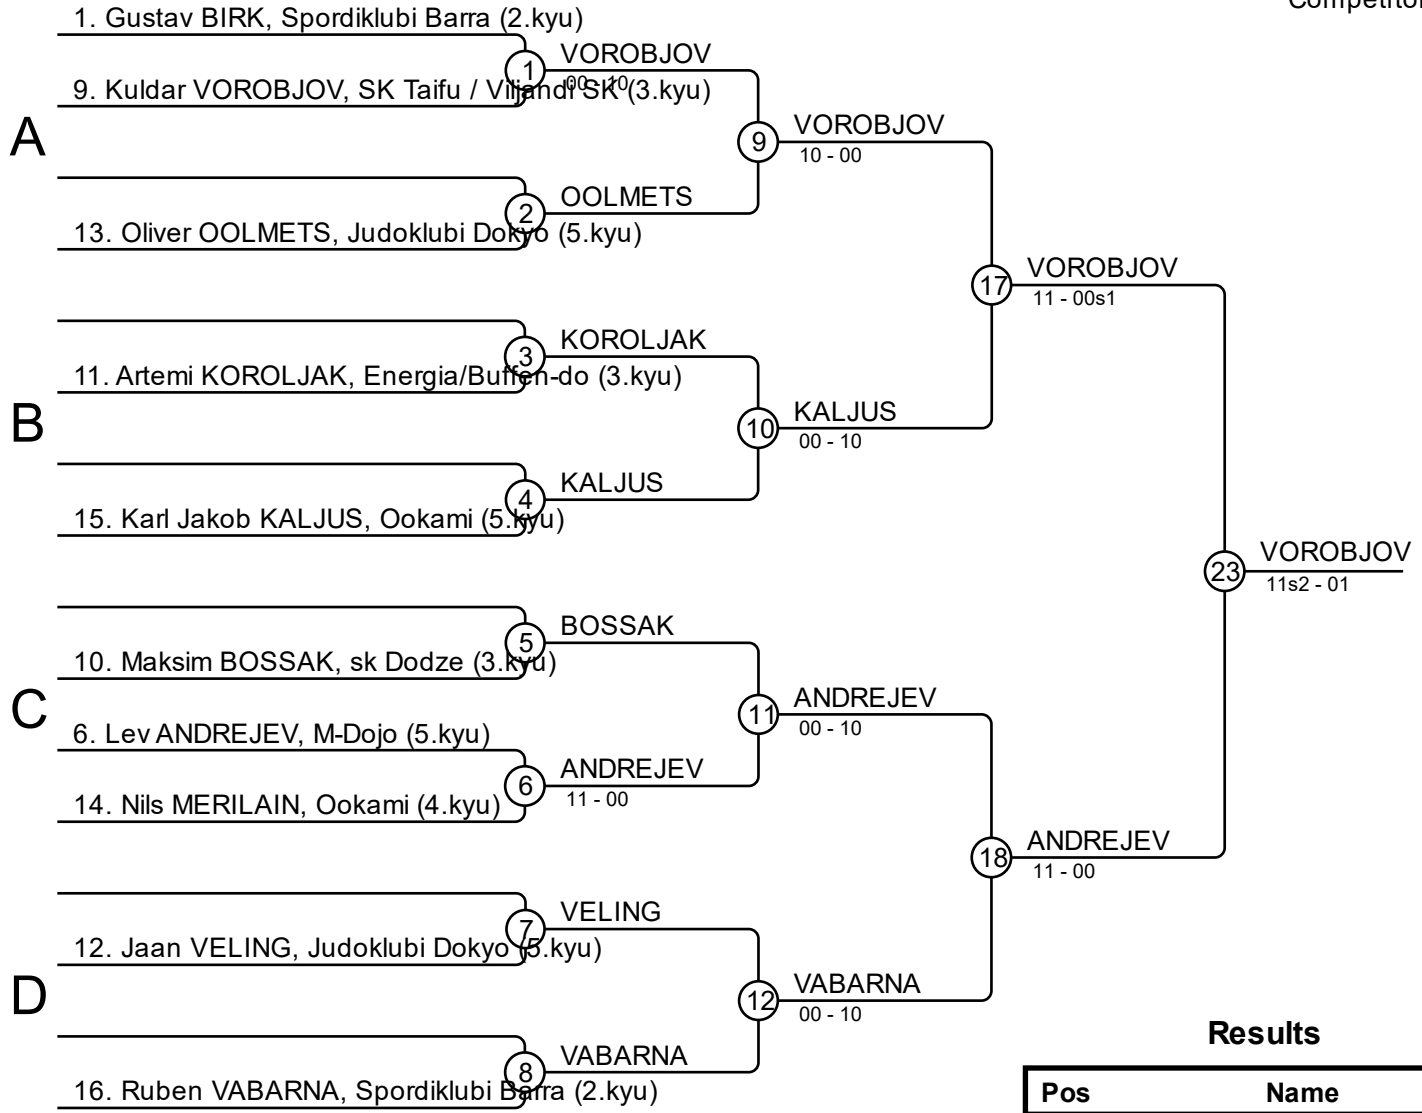 Competitor
1. Gustav BIRK, Spordiklubi Barra (2.kyu)
VOROBJOV
1
00 - 10
9. Kuldar VOROBJOV, SK Taifu / Viljandi SK (3.kyu)
A
VOROBJOV
9
10 - 00
OOLMETS
2
13. Oliver OOLMETS, Judoklubi Dokyo (5.kyu)
VOROBJOV
17
11 - 00s1
KOROLJAK
3
11. Artemi KOROLJAK, Energia/Buffen-do (3.kyu)
B
KALJUS
10
00 - 10
KALJUS
4
15. Karl Jakob KALJUS, Ookami (5.kyu)
VOROBJOV
23
11s2 - 01
BOSSAK
5
10. Maksim BOSSAK, sk Dodze (3.kyu)
C
ANDREJEV
11
00 - 10
6. Lev ANDREJEV, M-Dojo (5.kyu)
ANDREJEV
6
11 - 00
14. Nils MERILAIN, Ookami (4.kyu)
ANDREJEV
18
11 - 00
VELING
7
12. Jaan VELING, Judoklubi Dokyo (5.kyu)
D
VABARNA
12
00 - 10
Results
VABARNA
8
16. Ruben VABARNA, Spordiklubi Barra (2.kyu)
Pos Name